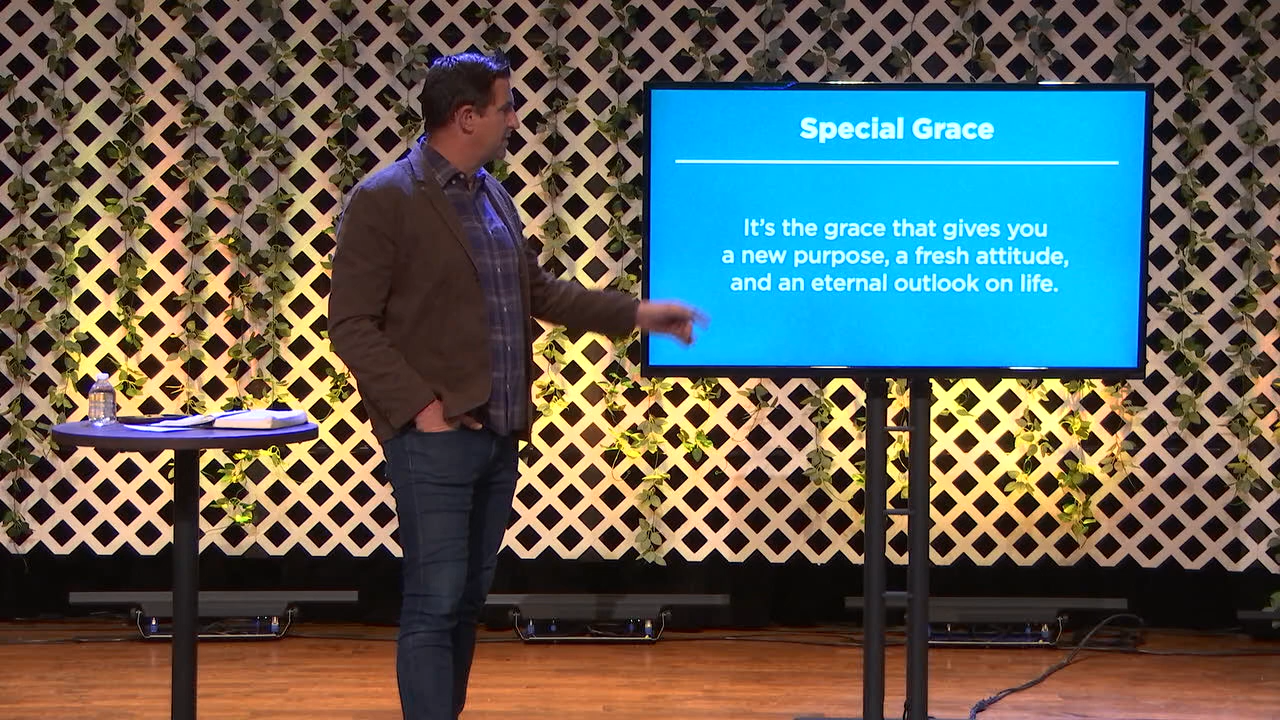 Special Grace
It’s the grace that gives you
a new purpose, a fresh attitude,
and an eternal outlook on life.